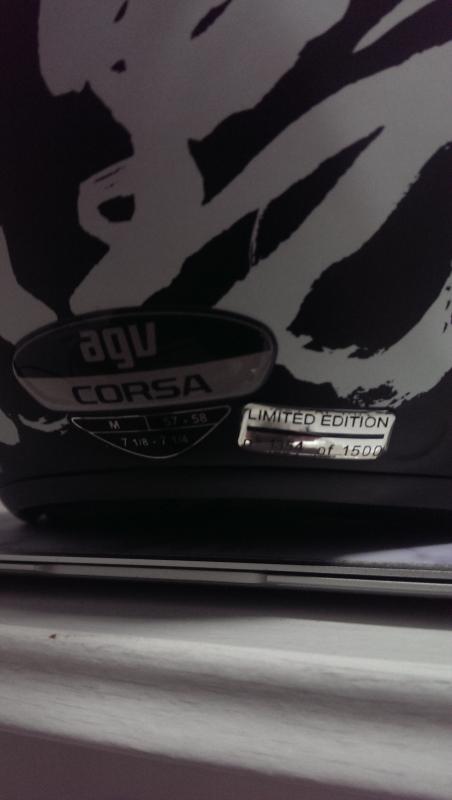 agv
CORSA
M 57 - 58
7 1/8 - 7 1/4
LIMITED EDITION
of 1500